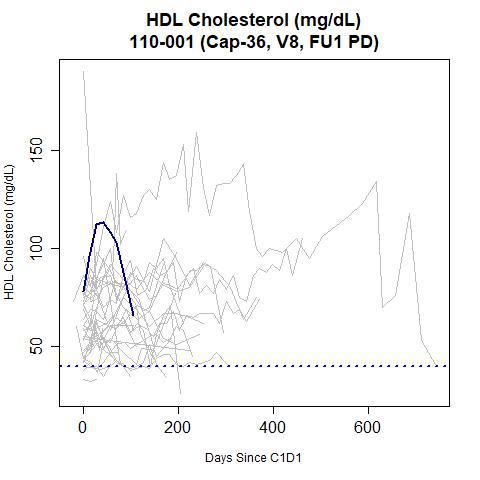 HDL Cholesterol (mg/dL)
110-001 (Cap-36, V8, FU1 PD)
HDL Cholesterol (mg/dL)
150
100
50
0
200
400
600
Days Since C1D1